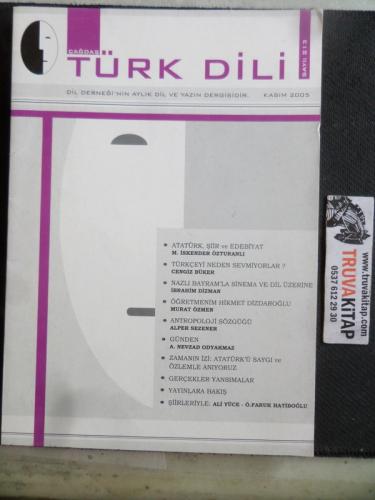 ÇAĞDAŞ
TÜRK DİLİ
SAYI: 213
DİL DERNEĞİ'NİN AYLIK DİL VE YAZIN DERGİSİDİR.
KASIM 2005
ATATÜRK, ŞİİR ve EDEBİYAT
M. İSKENDER ÖZTURANLI
TÜRKÇEYİ NEDEN SEVMİYORLAR ?
CENGİZ BÜKER
NAZLI BAYRAM'LA SİNEMA VE DİL ÜZERİNE
İBRAHİM DİZMAN
ÖĞRETMENİM HİKMET DİZDAROĞLU
MURAT ÖZMEN
ANTROPOLOJİ SÖZGÜĞÜ
ALPER SEZENER
GÜNDEN
A. NEVZAD ODYAKMAZ
ZAMANIN İZİ: ATATÜRK'Ü SAYGI ve
ÖZLEMLE ANIYORUZ
GERÇEKLER YANSIMALAR
YAYINLARA BAKIŞ
ŞİİRLERİYLE: ALİ YÜCE - Ö.FARUK HATİBOĞLU
www.truvakitap.com
TRUVAKİTAP
0537 612 29 30